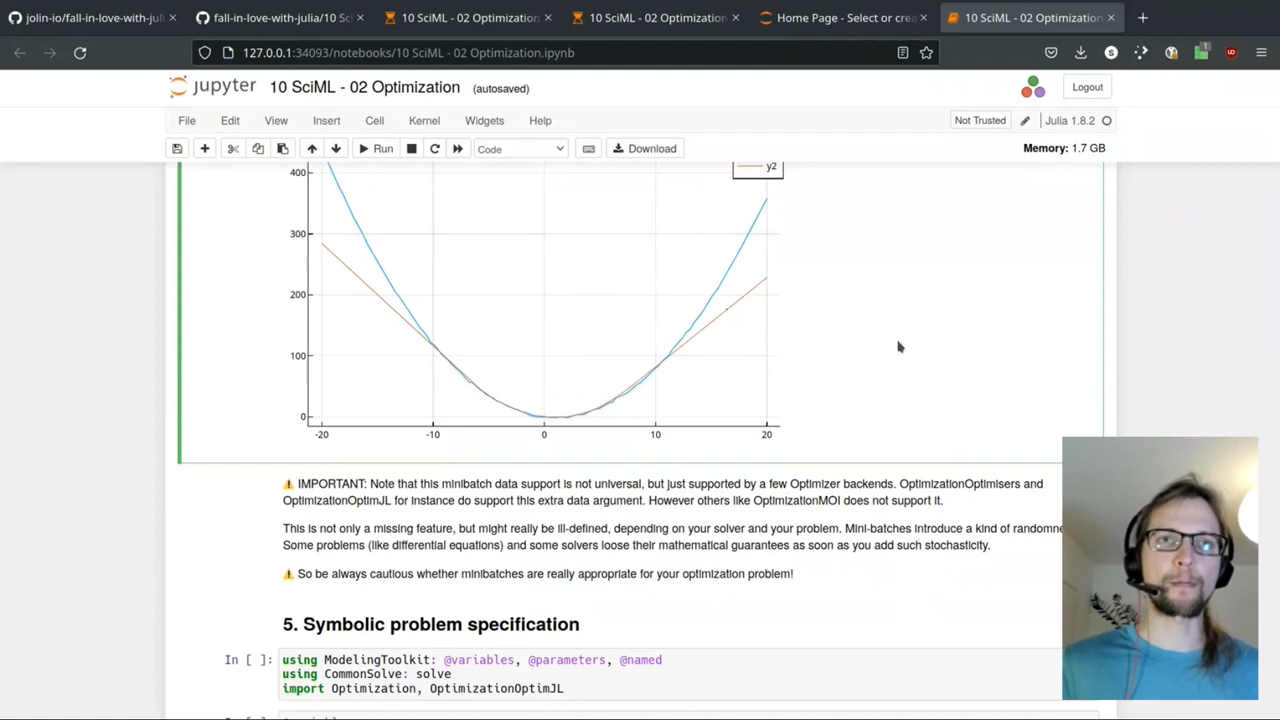 jolin-io/fall-in-love-with-juli
fall-in-love-with-julia/10 Sc
10 SciML - 02 Optimization
10 SciML - 02 Optimization
Home Page - Select or crea
10 SciML - 02 Optimization
127.0.0.1:34093/notebooks/10 SciML - 02 Optimization.ipynb
jupyter 10 SciML - 02 Optimization (autosaved)
Logout
File Edit View Insert Cell Kernel Widgets Help
Not Trusted
Julia 1.8.2
Run
Code
Download
Memory: 1.7 GB
y2
400
300
200
100
0
-20 -10 0 10 20
⚠ IMPORTANT: Note that this minibatch data support is not universal, but just supported by a few Optimizer backends. OptimizationOptimisers and
OptimizationOptimJL for instance do support this extra data argument. However others like OptimizationMOI does not support it.
This is not only a missing feature, but might really be ill-defined, depending on your solver and your problem. Mini-batches introduce a kind of randomne
Some problems (like differential equations) and some solvers loose their mathematical guarantees as soon as you add such stochasticity.
⚠ So be always cautious whether minibatches are really appropriate for your optimization problem!
5. Symbolic problem specification
In [ ]: using ModelingToolkit: @variables, @parameters, @named
using CommonSolve: solve
import Optimization, OptimizationOptimJL